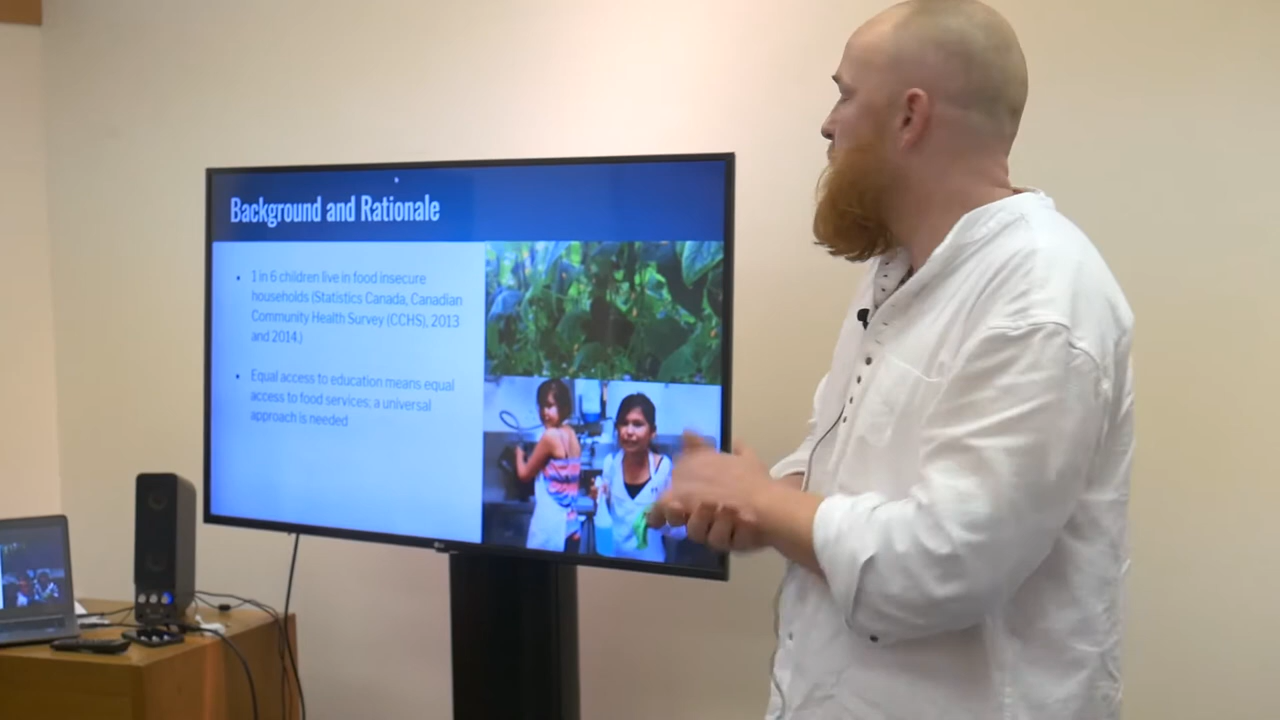 Background and Rationale
1 in 6 children live in food insecure
households (Statistics Canada, Canadian
Community Health Survey (CCHS), 2013
and 2014.)
Equal access to education means equal
access to food services; a universal
approach is needed
LG